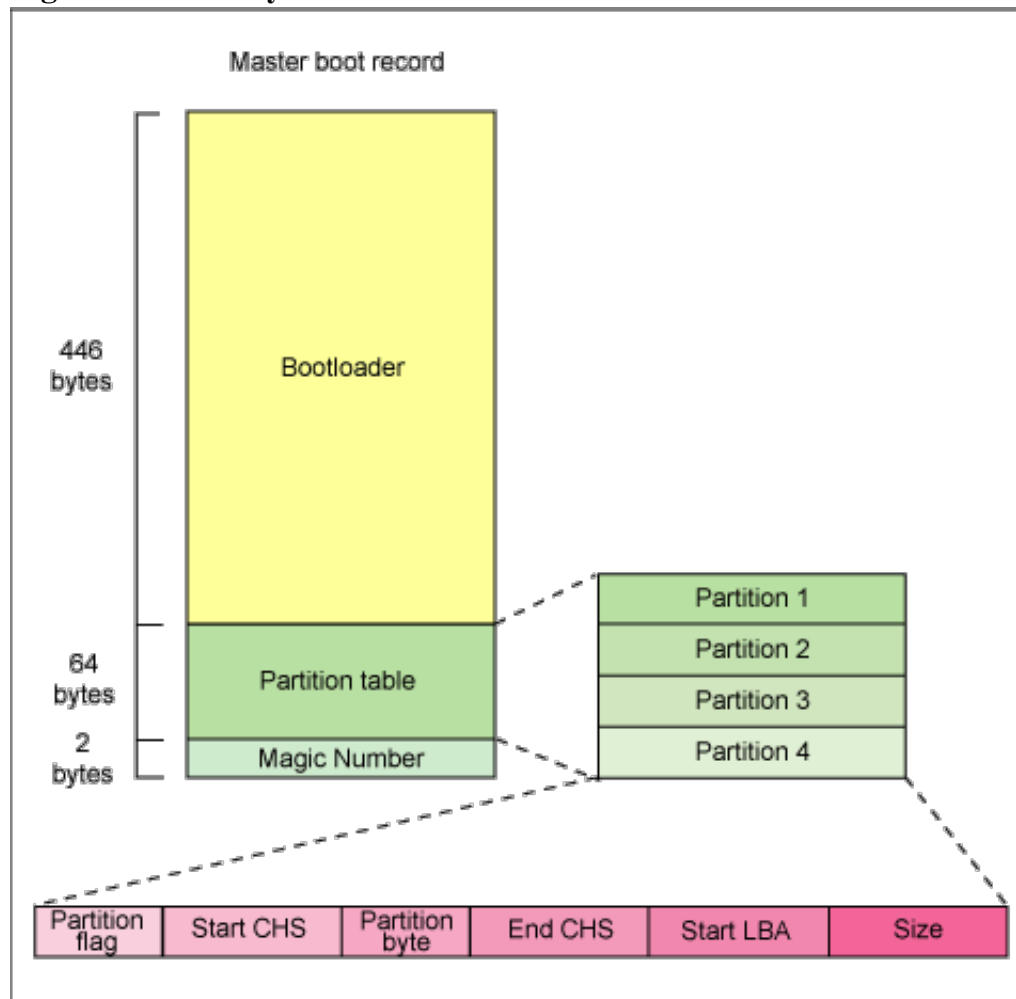 Master boot record
446
bytes
Bootloader
Partition 1
Partition 2
64
bytes
Partition table
Partition 3
2
bytes
Magic Number
Partition 4
Partition
flag
Start CHS
Partition
byte
End CHS
Start LBA
Size